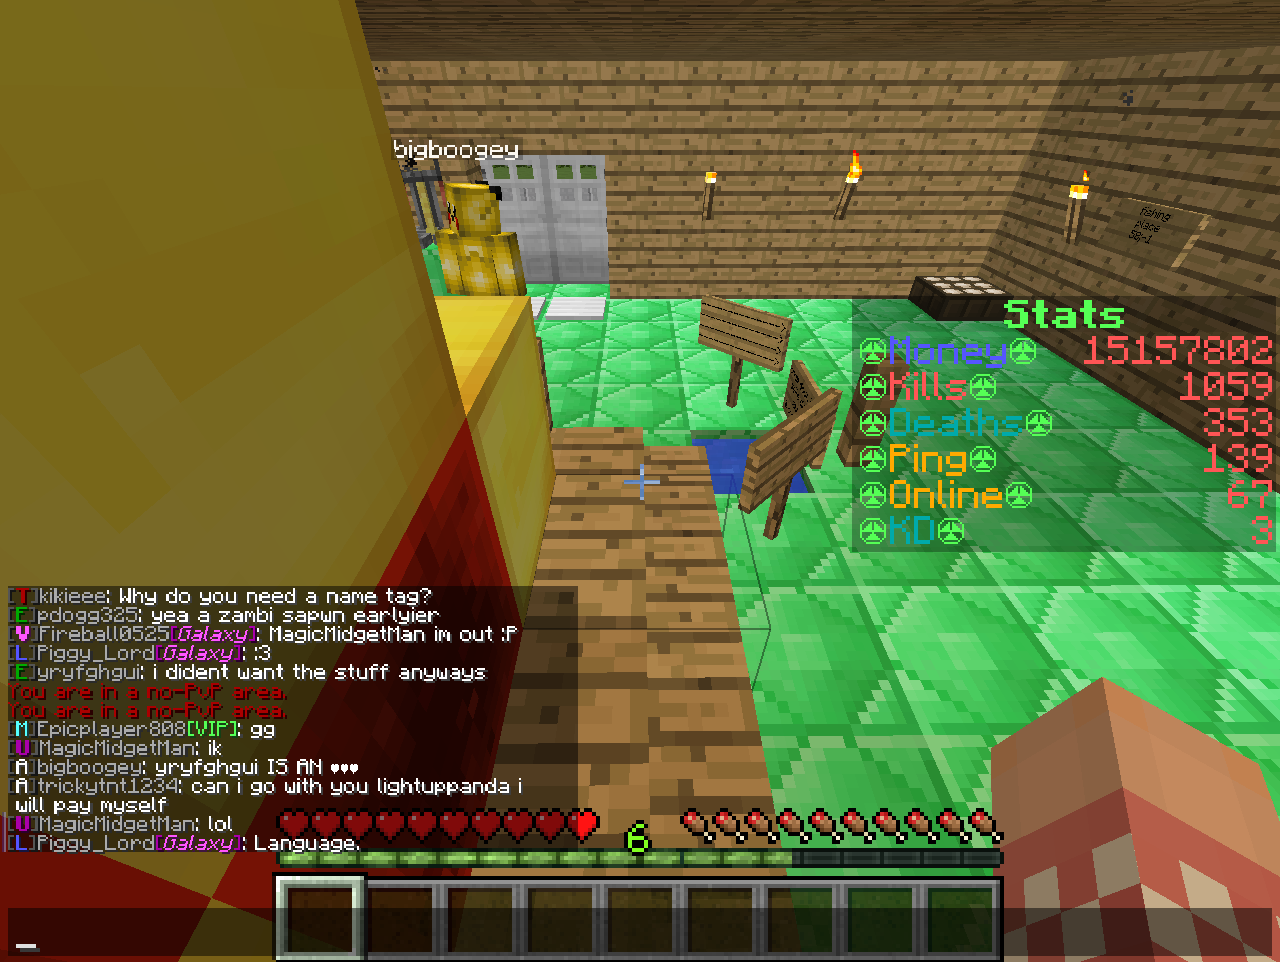 bigboogey
fishing
place
Stats
Money 15157802
Kills 1059
Deaths 353
Ping 139
Online 67
KD 3
[T]kikieee: Why do you need a name tag?
[E]pdogg325: yea a zambi sapwn earlyier
[V]Fireball0525[Galaxy]: MagicMidgetMan im out :P
[L]Piggy_Lord[Galaxy]: :3
[E]yryfghgui: i dident want the stuff anyways
You are in a no-PvP area.
You are in a no-PvP area.
[M]Epicplayer808[VIP]: gg
[U]MagicMidgetMan: ik
[A]bigboogey: yryfghgui IS AN ♥♥♥
[A]trickytnt1234: can i go with you lightuppanda i
will pay myself
[U]MagicMidgetMan: lol
[L]Piggy_Lord[Galaxy]: Language.
6